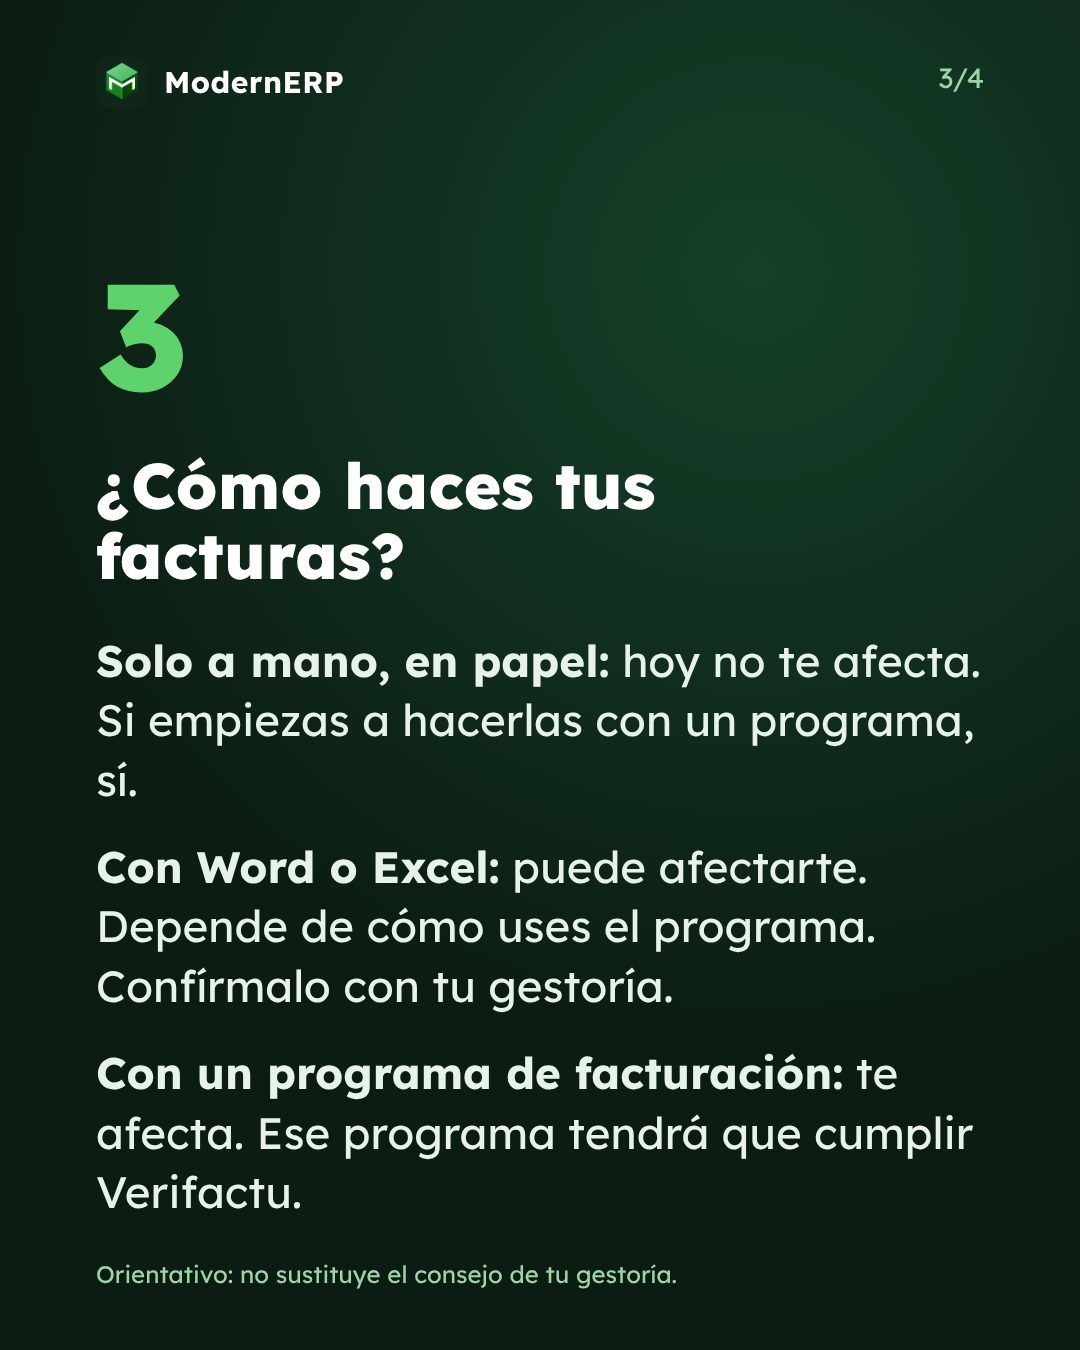 ModernERP
3/4
3
¿Cómo haces tus
facturas?
Solo a mano, en papel: hoy no te afecta.
Si empiezas a hacerlas con un programa,
sí.
Con Word o Excel: puede afectarte.
Depende de cómo uses el programa.
Confírmalo con tu gestoría.
Con un programa de facturación: te
afecta. Ese programa tendrá que cumplir
Verifactu.
Orientativo: no sustituye el consejo de tu gestoría.